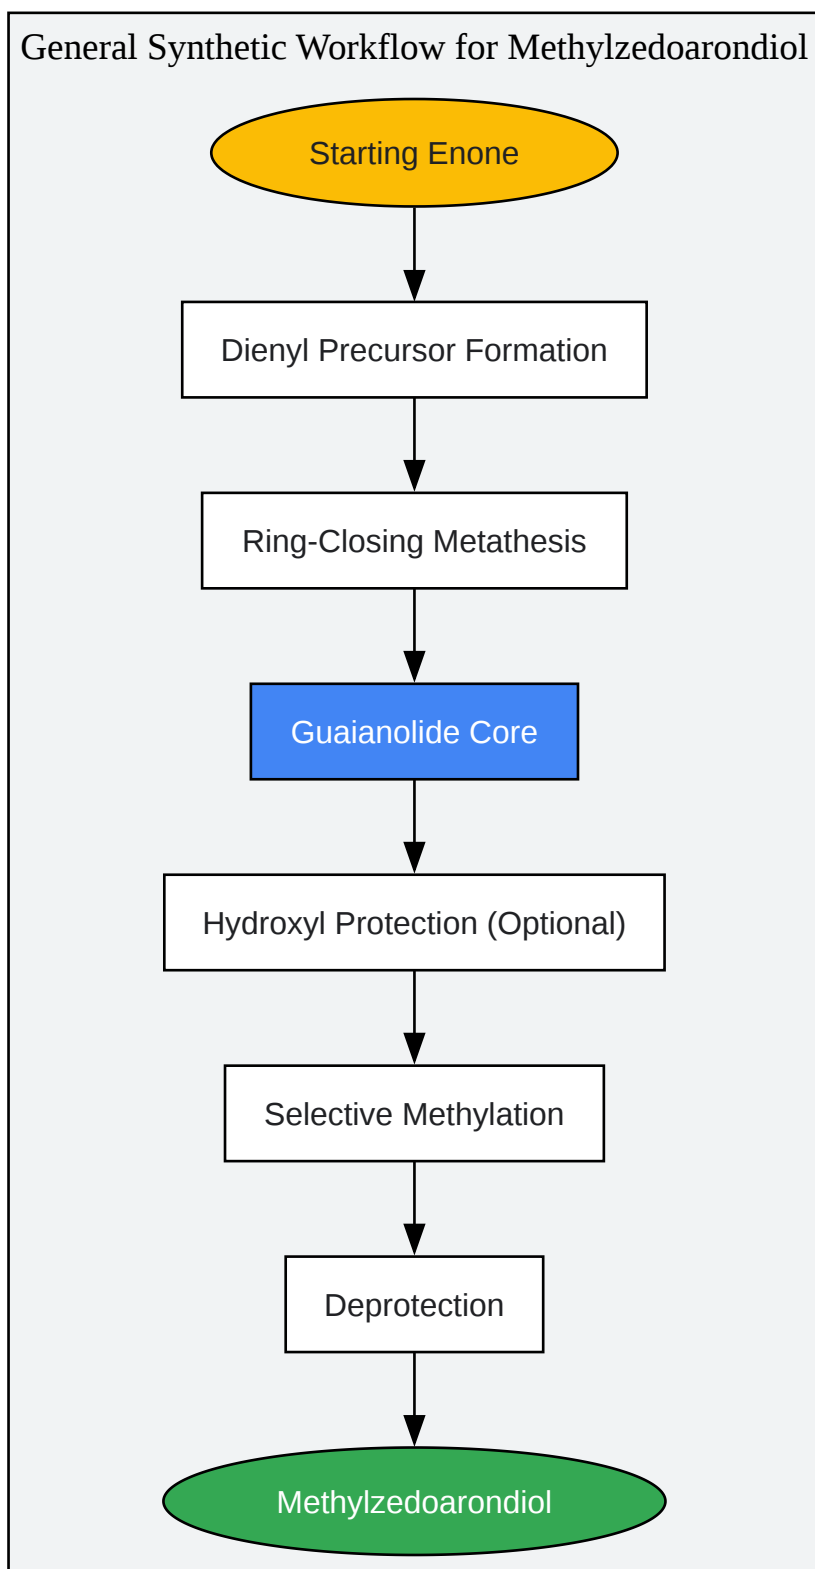 General Synthetic Workflow for Methylzedoarondiol
Starting Enone
Dienyl Precursor Formation
Ring-Closing Metathesis
Guaianolide Core
Hydroxyl Protection (Optional)
Selective Methylation
Deprotection
Methylzedoarondiol